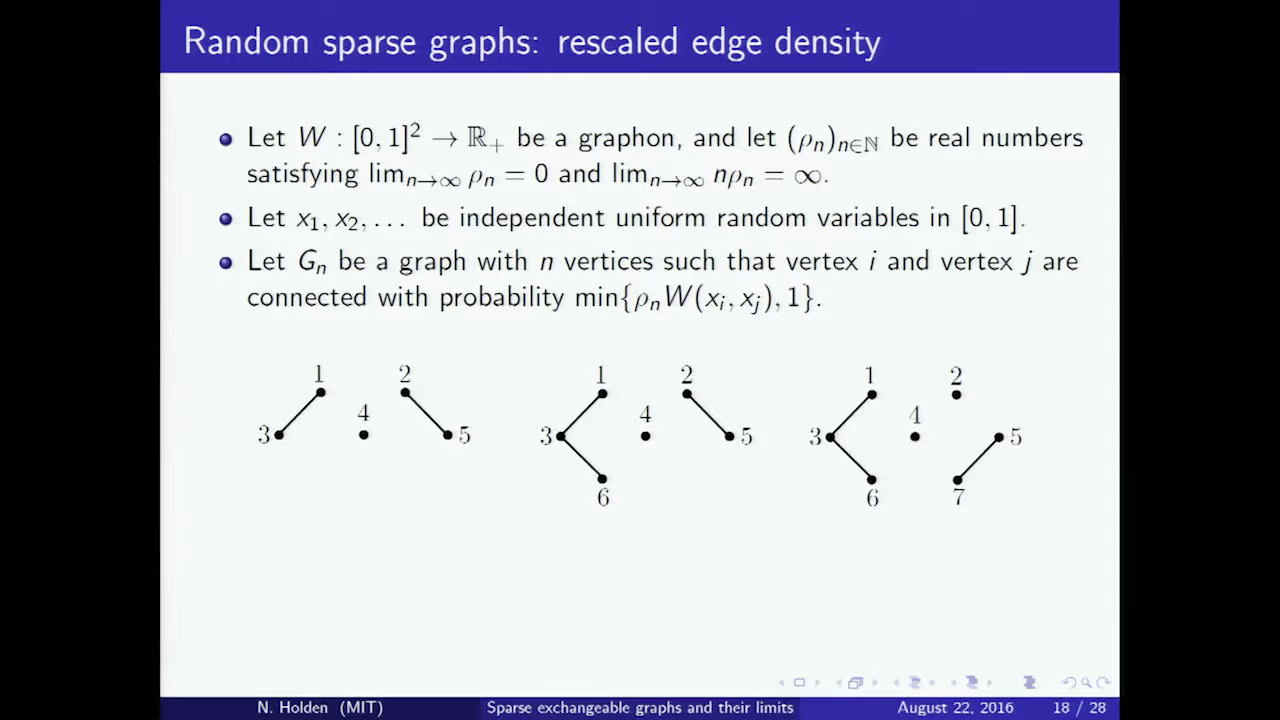 Random sparse graphs: rescaled edge density
Let W : [0, 1]² → ℝ₊ be a graphon, and let (ρₙ)ₙ∈ℕ be real numbers
satisfying limₙ→∞ ρₙ = 0 and limₙ→∞ nρₙ = ∞.
Let x₁, x₂, . . . be independent uniform random variables in [0, 1].
Let Gₙ be a graph with n vertices such that vertex i and vertex j are
connected with probability min{ρₙW(xᵢ, xⱼ), 1}.
1 2 1 2 1 2
4 4 4
3 5 3 5 3 5
6 6 7
N. Holden (MIT) Sparse exchangeable graphs and their limits August 22, 2016 18 / 28